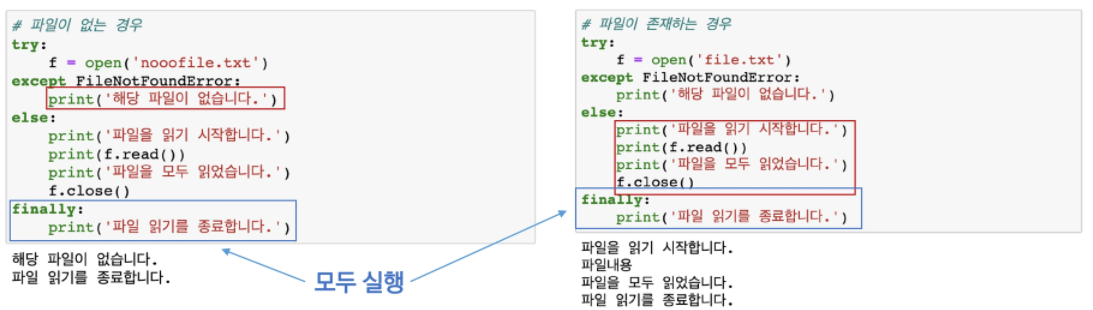 # 파일이 없는 경우
try:
    f = open('nooofile.txt')
except FileNotFoundError:
    print('해당 파일이 없습니다.')
else:
    print('파일을 읽기 시작합니다.')
    print(f.read())
    print('파일을 모두 읽었습니다.')
    f.close()
finally:
    print('파일 읽기를 종료합니다.')
해당 파일이 없습니다.
파일 읽기를 종료합니다.
모두 실행
# 파일이 존재하는 경우
try:
    f = open('file.txt')
except FileNotFoundError:
    print('해당 파일이 없습니다.')
else:
    print('파일을 읽기 시작합니다.')
    print(f.read())
    print('파일을 모두 읽었습니다.')
    f.close()
finally:
    print('파일 읽기를 종료합니다.')
파일을 읽기 시작합니다.
파일내용
파일을 모두 읽었습니다.
파일 읽기를 종료합니다.